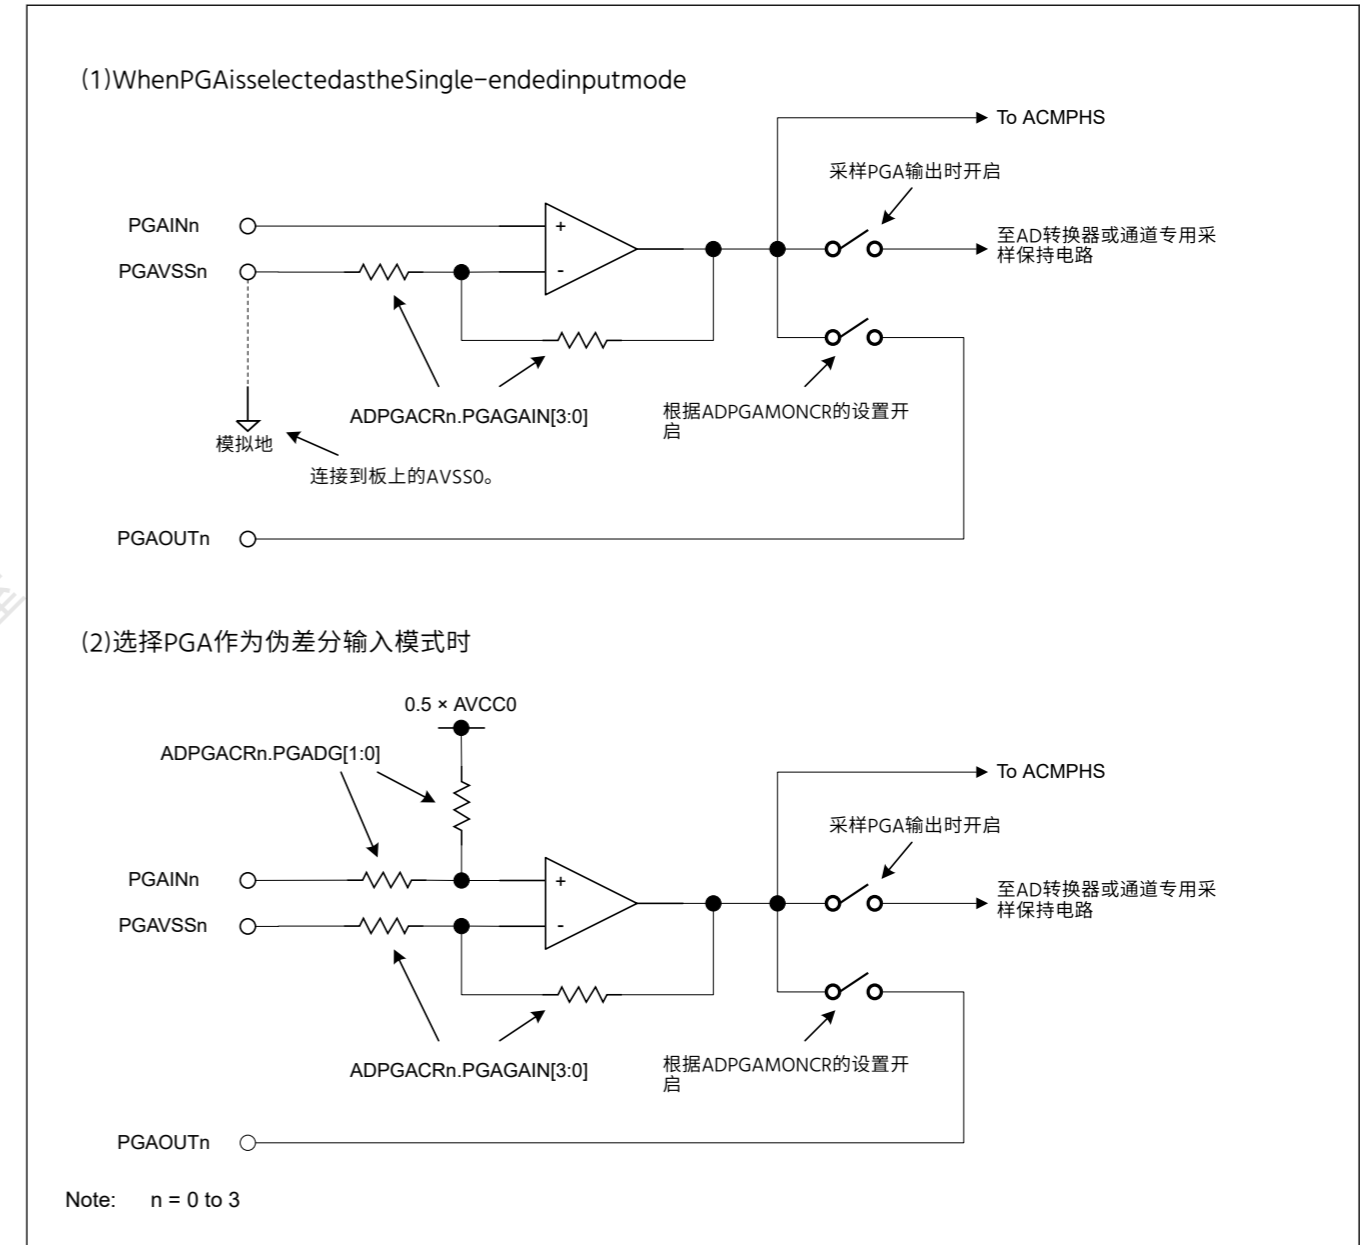 (1)WhenPGAisselectedastheSingle-endedinputmode
To ACMPHS
采样PGA输出时开启
PGAINn
+
至AD转换器或通道专用采
样保持电路
PGAVSSn
-
ADPGACRn.PGAGAIN[3:0]
根据ADPGAMONCR的设置开
启
模拟地
连接到板上的AVSS0。
PGAOUTn
(2)选择PGA作为伪差分输入模式时
0.5 × AVCC0
ADPGACRn.PGADG[1:0]
To ACMPHS
采样PGA输出时开启
PGAINn
+
至AD转换器或通道专用采
样保持电路
PGAVSSn
-
ADPGACRn.PGAGAIN[3:0]
根据ADPGAMONCR的设置开
启
PGAOUTn
Note: n = 0 to 3